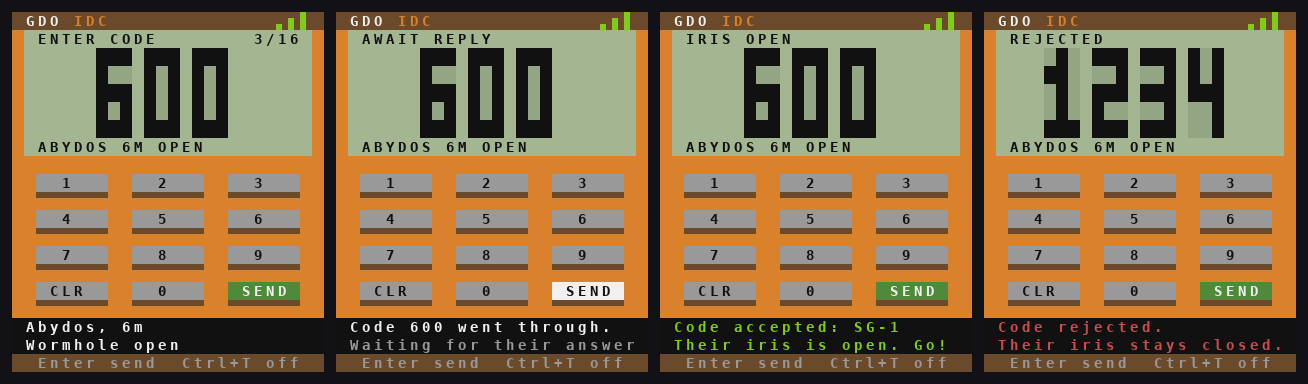 GDO IDC
ENTER CODE 3/16
600
ABYDOS 6M OPEN
1 2 3
4 5 6
7 8 9
CLR 0 SEND
Abydos, 6m
Wormhole open
Enter send Ctrl+T off
GDO IDC
AWAIT REPLY
600
ABYDOS 6M OPEN
1 2 3
4 5 6
7 8 9
CLR 0 SEND
Code 600 went through.
Waiting for their answer
Enter send Ctrl+T off
GDO IDC
IRIS OPEN
600
ABYDOS 6M OPEN
1 2 3
4 5 6
7 8 9
CLR 0 SEND
Code accepted: SG-1
Their iris is open. Go!
Enter send Ctrl+T off
GDO IDC
REJECTED
1234
ABYDOS 6M OPEN
1 2 3
4 5 6
7 8 9
CLR 0 SEND
Code rejected.
Their iris stays closed.
Enter send Ctrl+T off